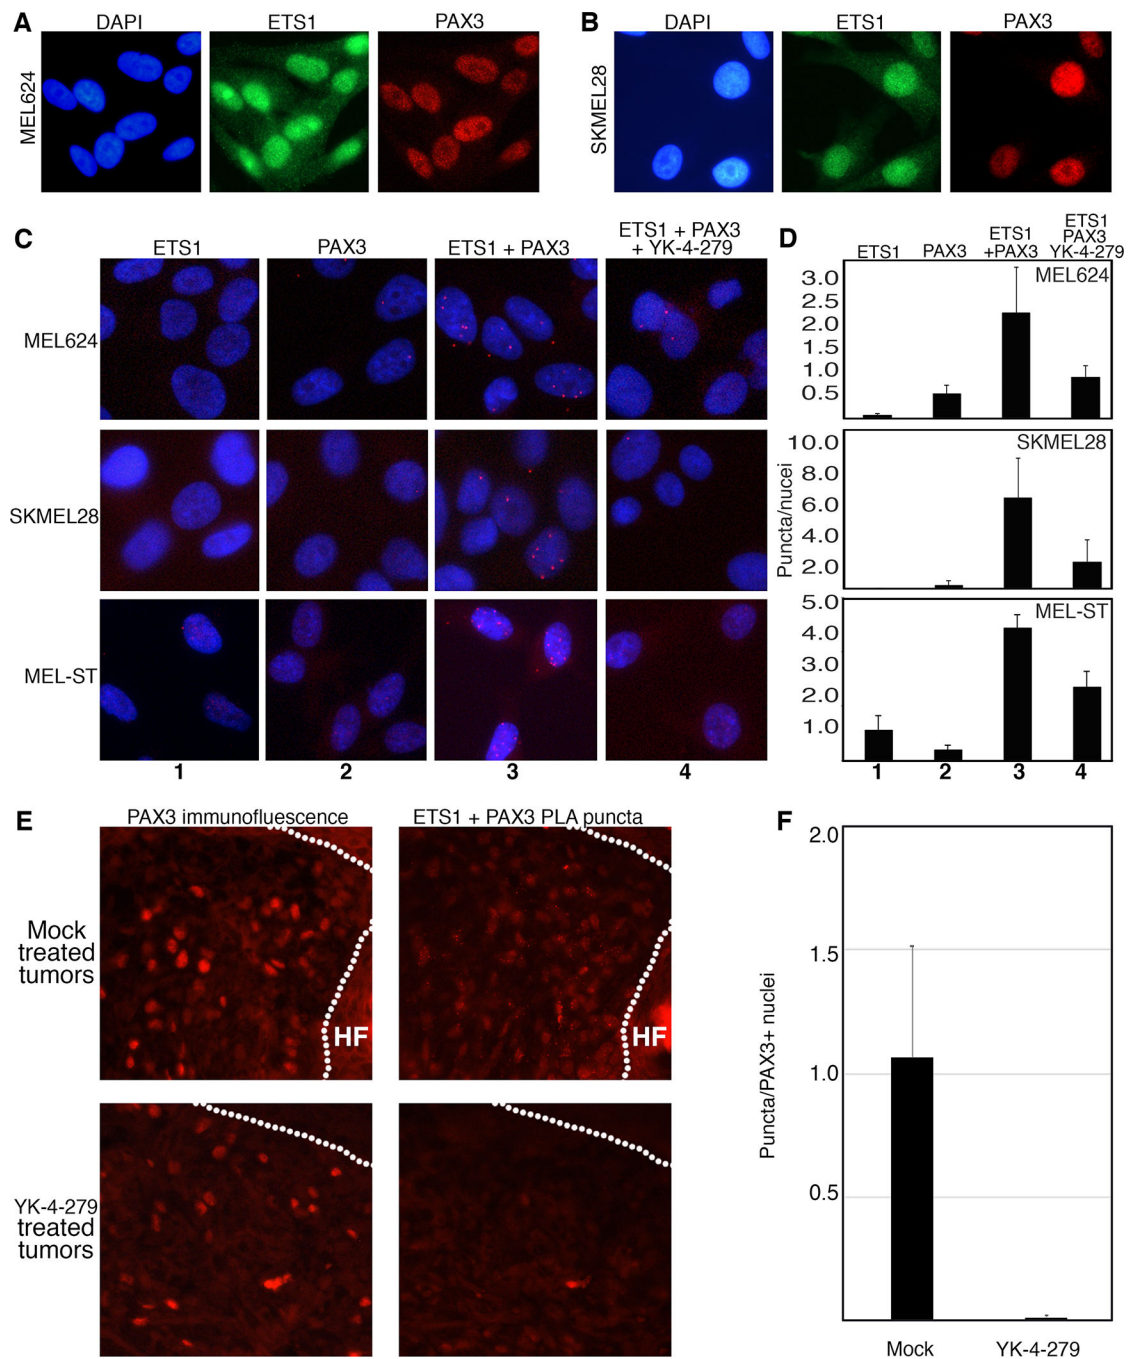 A
DAPI
ETS1
PAX3
MEL624
B
DAPI
ETS1
PAX3
SKMEL28
C
ETS1
PAX3
ETS1 + PAX3
ETS1 + PAX3
+ YK-4-279
MEL624
SKMEL28
MEL-ST
1
2
3
4
D
ETS1
PAX3
ETS1
+PAX3
ETS1
PAX3
YK-4-279
Puncta/nucei
MEL624
3.0
2.5
2.0
1.5
1.0
0.5
SKMEL28
10.0
8.0
6.0
4.0
2.0
MEL-ST
5.0
4.0
3.0
2.0
1.0
1
2
3
4
E
PAX3 immunofluescence
ETS1 + PAX3 PLA puncta
Mock
treated
tumors
HF
HF
YK-4-279
treated
tumors
F
Puncta/PAX3+ nuclei
2.0
1.5
1.0
0.5
Mock
YK-4-279